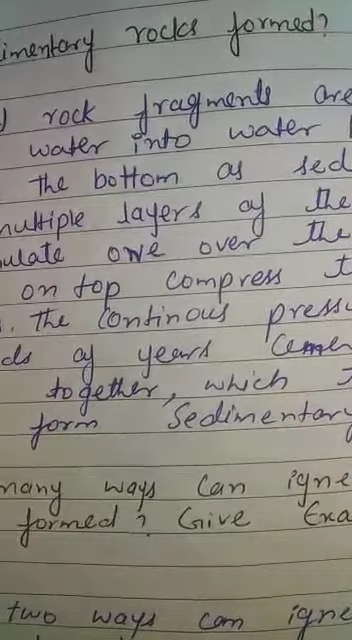 imentary rocks formed?
rock fragments are
water into water
the bottom as sed
multiple layers of the
ulate one over the
on top compress t
. The Continous pressu
ds of years Cemen
together, which
form Sedimentary
many ways Can igne
formed? Give Exa
two ways can igne